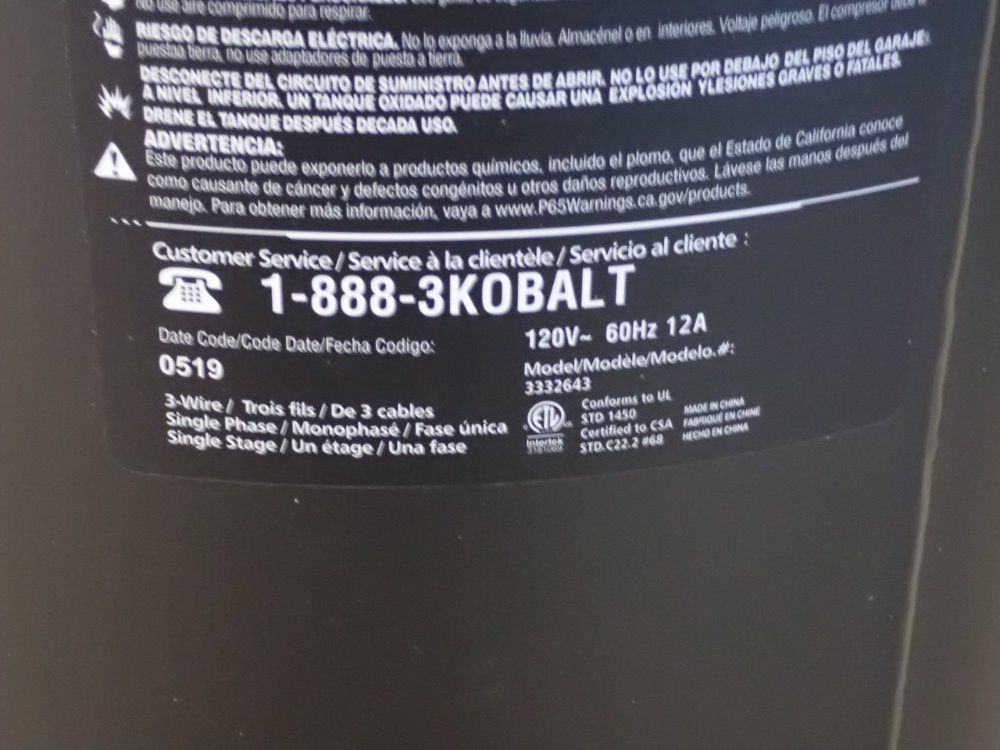 No use aire comprimido para respirar.
RIESGO DE DESCARGA ELÉCTRICA. No lo exponga a la lluvia. Almacénel o en interiores. Voltaje peligroso. El compresor debe
puestaa tierra, no use adaptadores de puesta a tierra.
DESCONECTE DEL CIRCUITO DE SUMINISTRO ANTES DE ABRIR. NO LO USE POR DEBAJO DEL PISO DEL GARAJE:
A NIVEL INFERIOR. UN TANQUE OXIDADO PUEDE CAUSAR UNA EXPLOSIÓN YLESIONES GRAVES O FATALES.
DRENE EL TANQUE DESPUÉS DECADA USO.
ADVERTENCIA:
Este producto puede exponerlo a productos químicos, incluido el plomo, que el Estado de California conoce
como causante de cáncer y defectos congénitos u otros daños reproductivos. Lávese las manos después del
manejo. Para obtener más información, vaya a www.P65Warnings.ca.gov/products.
Customer Service / Service à la clientèle / Servicio al cliente :
1-888-3KOBALT
Date Code/Code Date/Fecha Codigo:
0519
120V~ 60Hz 12A
Model/Modèle/Modelo.#:
3332643
3-Wire / Trois fils / De 3 cables
Single Phase / Monophasé / Fase única
Single Stage / Un étage / Una fase
ETL
Intertek
Conforms to UL
STD 1450
Certified to CSA
STD.C22.2 #68
MADE IN CHINA
FABRIQUÉ EN CHINE
HECHO EN CHINA